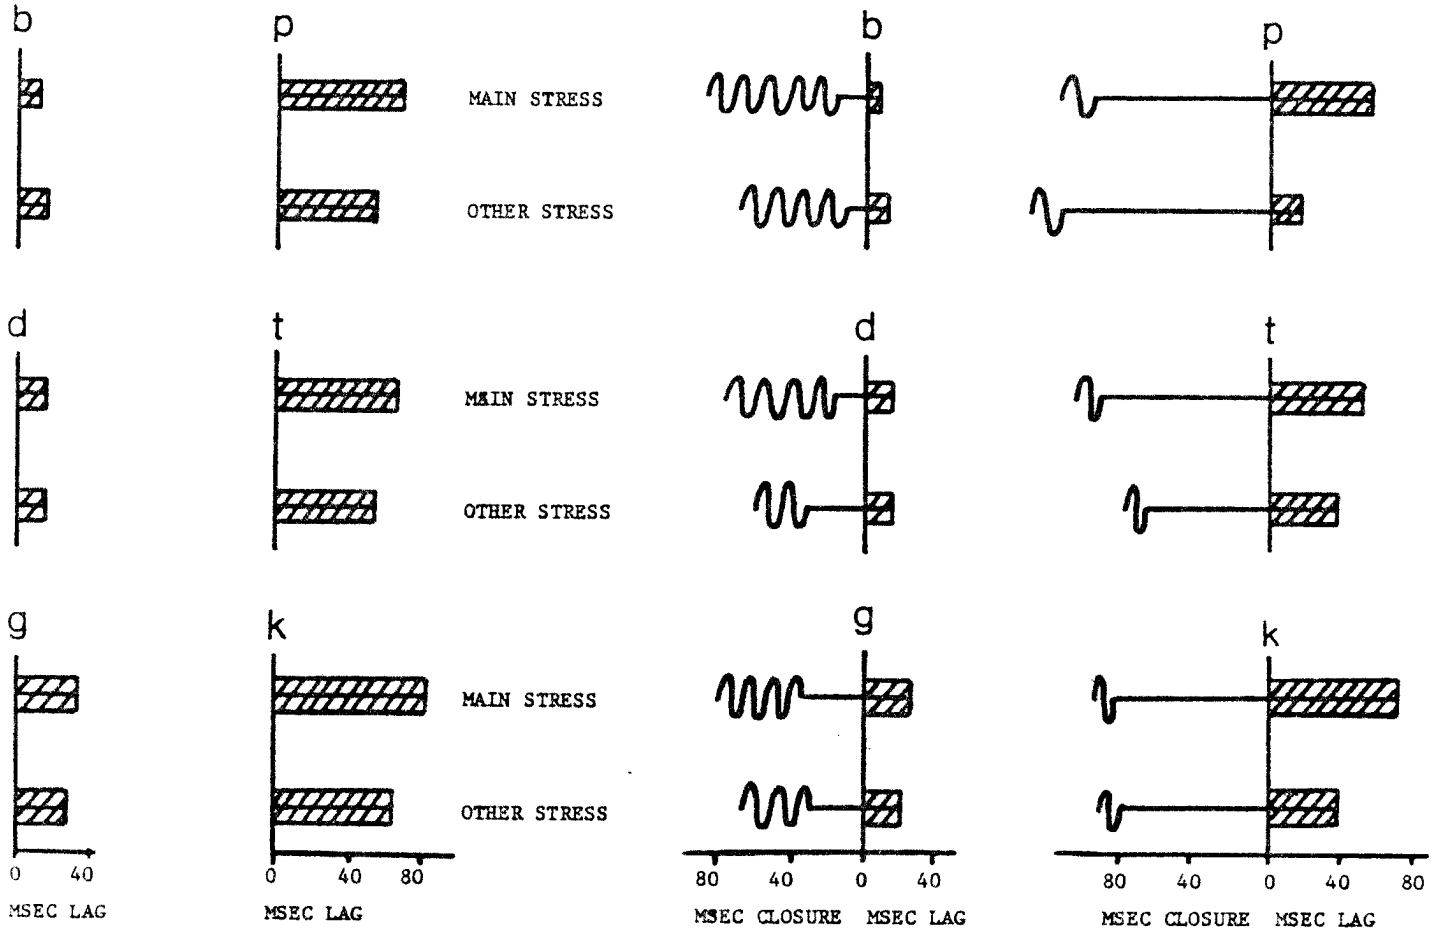 b p b p
MAIN STRESS
OTHER STRESS
d t d t
MAIN STRESS
OTHER STRESS
g k g k
MAIN STRESS
OTHER STRESS
0 40 0 40 80 80 40 0 40 80 40 0 40 80
MSEC LAG MSEC LAG MSEC CLOSURE MSEC LAG MSEC CLOSURE MSEC LAG